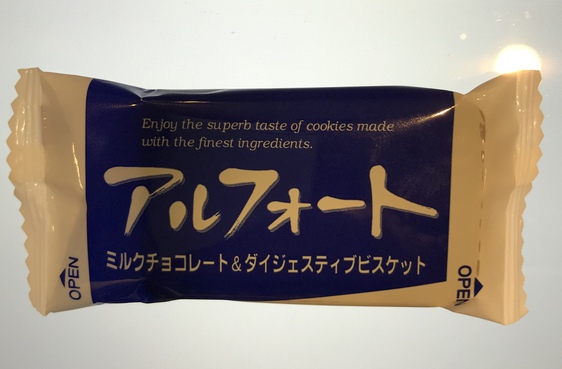 Enjoy the superb taste of cookies made
with the finest ingredients.
アルフォート
ミルクチョコレート&ダイジェスティブビスケット
OPEN
OPEN